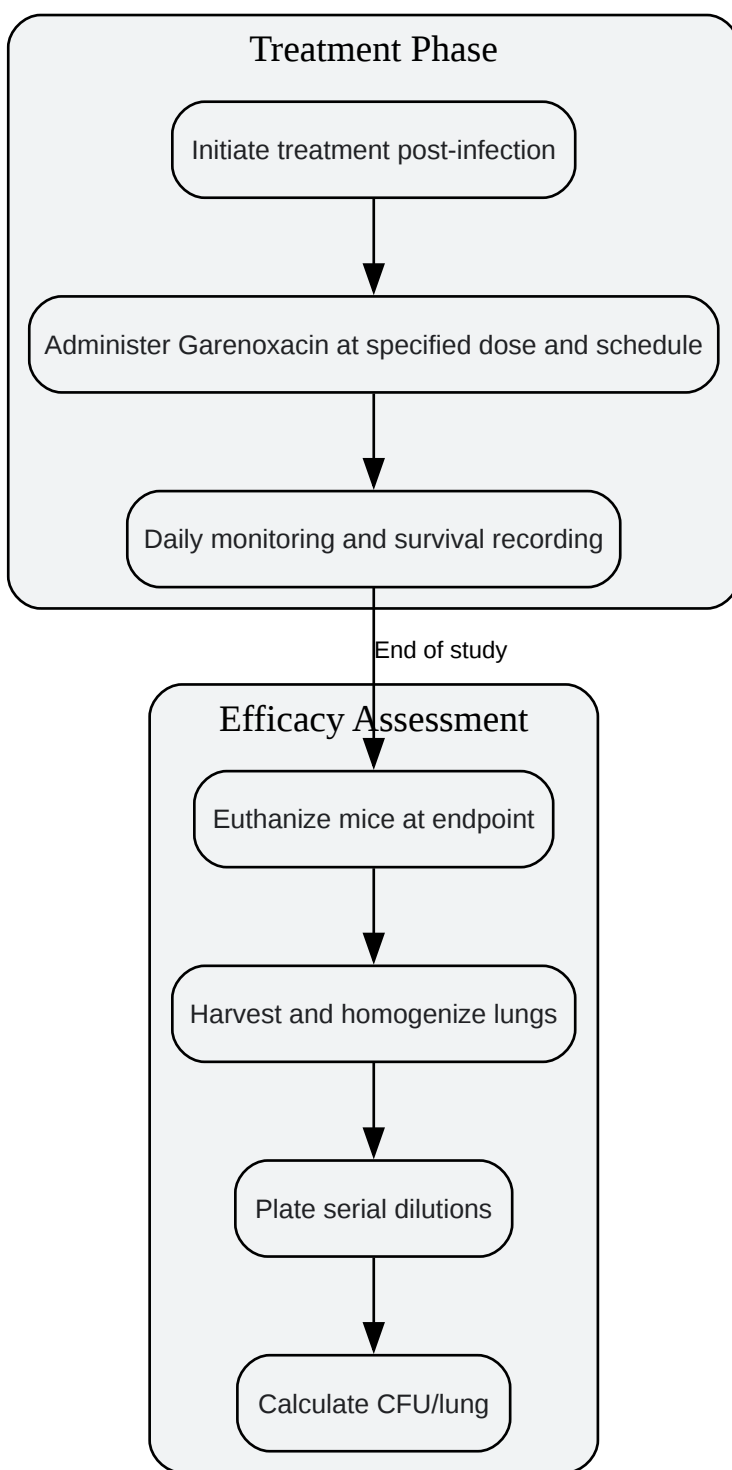 Treatment Phase
Initiate treatment post-infection
Administer Garenoxacin at specified dose and schedule
Daily monitoring and survival recording
End of study
Efficacy Assessment
Euthanize mice at endpoint
Harvest and homogenize lungs
Plate serial dilutions
Calculate CFU/lung